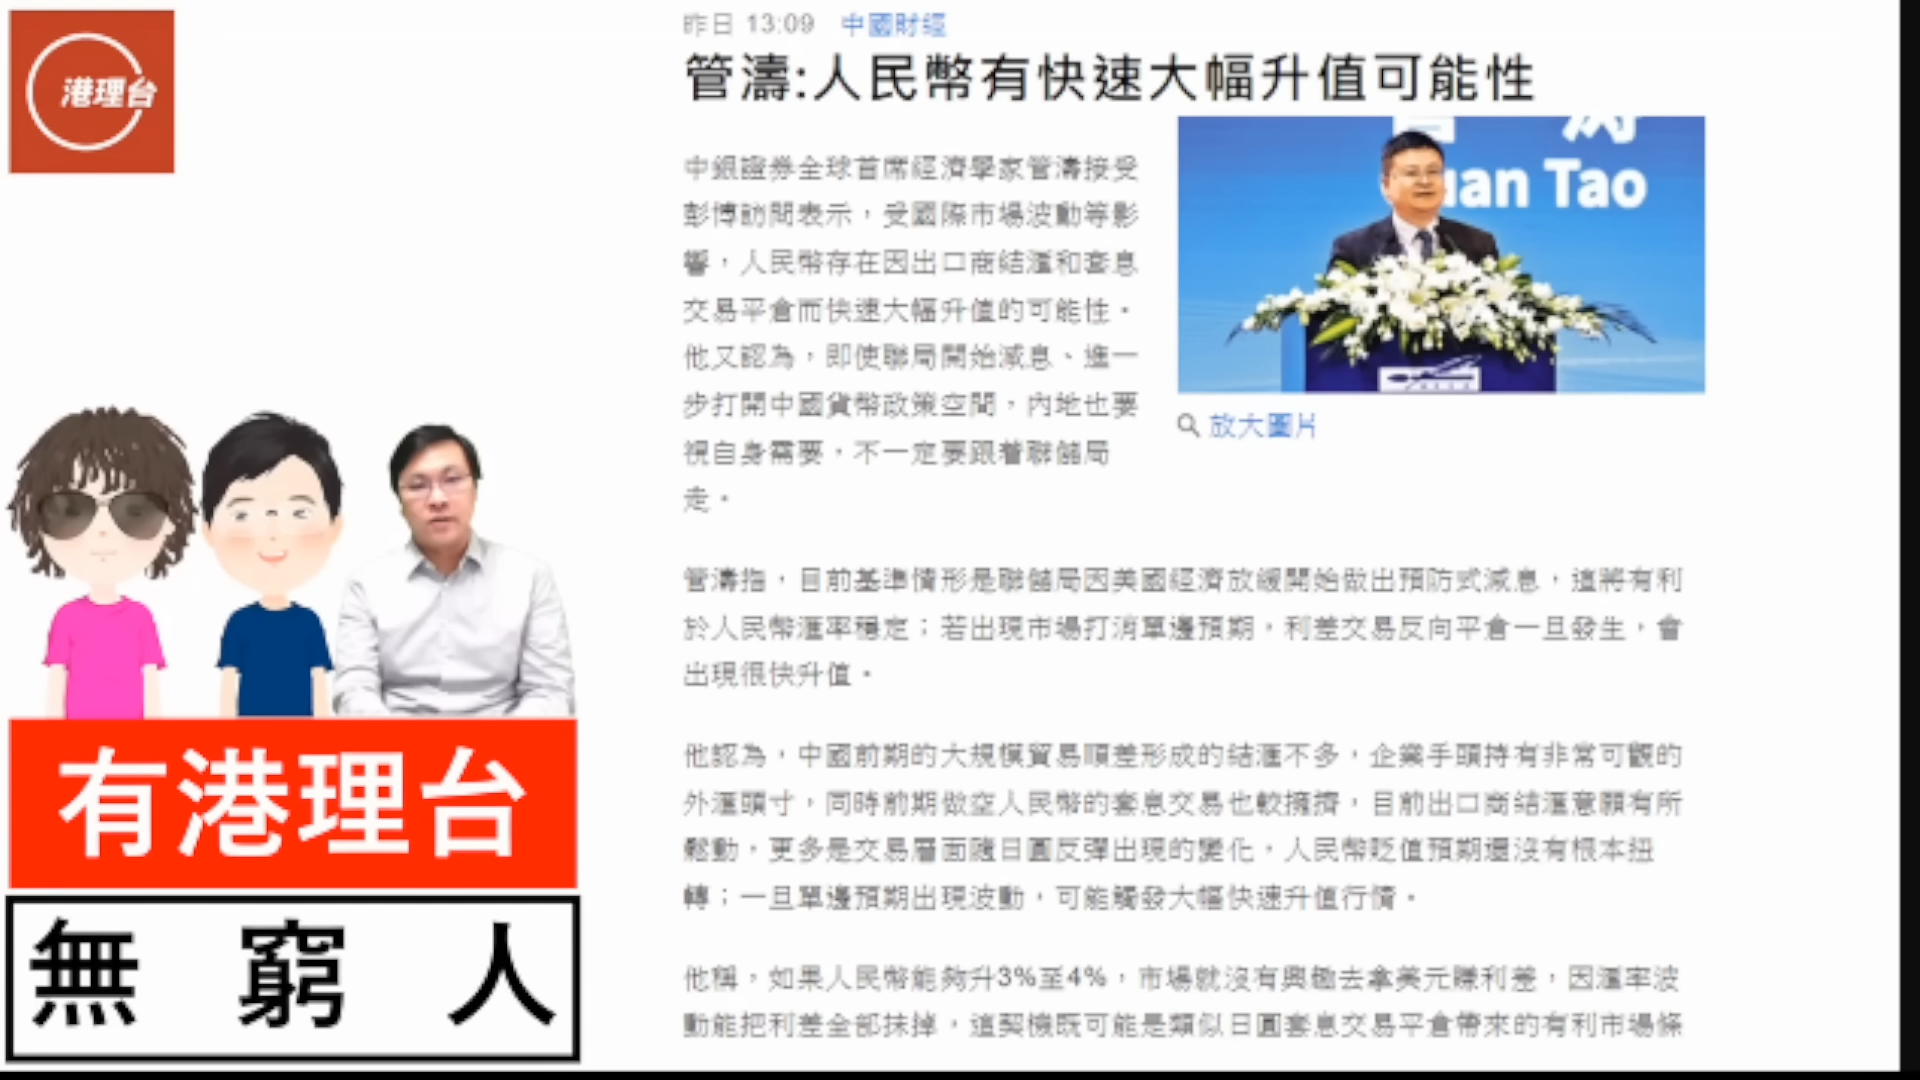 港理台
昨日 13:09 中國財經
管濤:人民幣有快速大幅升值可能性
uan Tao
中銀證券全球首席經濟學家管濤接受
彭博訪問表示，受國際市場波動等影
響，人民幣存在因出口商結滙和套息
交易平倉而快速大幅升值的可能性。
他又認為，即使聯局開始減息、進一
步打開中國貨幣政策空間，內地也要
視自身需要，不一定要跟着聯儲局
走。
放大圖片
管濤指，目前基準情形是聯儲局因美國經濟放緩開始做出預防式減息，這將有利
於人民幣滙率穩定；若出現市場打消單邊預期，利差交易反向平倉一旦發生，會
出現很快升值。
他認為，中國前期的大規模貿易順差形成的結滙不多，企業手頭持有非常可觀的
外滙頭寸，同時前期做空人民幣的套息交易也較擁擠，目前出口商結滙意願有所
鬆動，更多是交易層面隨日圓反彈出現的變化，人民幣貶值預期還沒有根本扭
轉；一旦單邊預期出現波動，可能觸發大幅快速升值行情。
他稱，如果人民幣能夠升3%至4%，市場就沒有興趣去拿美元賺利差，因滙率波
動能把利差全部抹掉，這契機既可能是類似日圓套息交易平倉帶來的有利市場條
有港理台
無窮人